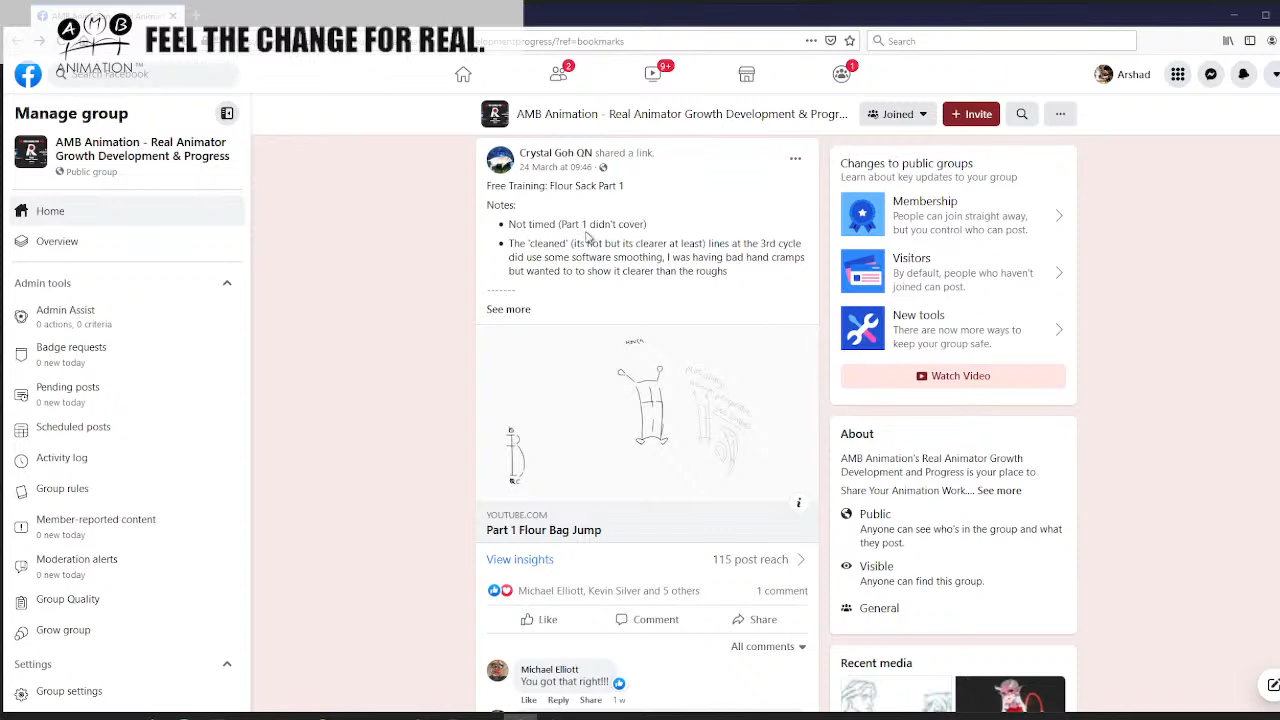 AMB
ANIMATION™
FEEL THE CHANGE FOR REAL.
progress/?ref=bookmarks
Search
Search Facebook
2
9+
1
Arshad
Manage group
AMB Animation - Real Animator
Growth Development & Progress
Public group
Home
Overview
Admin tools
Admin Assist
0 actions, 0 criteria
Badge requests
0 new today
Pending posts
0 new today
Scheduled posts
Activity log
Group rules
Member-reported content
0 new today
Moderation alerts
0 new today
Group Quality
Grow group
Settings
Group settings
AMB Animation - Real Animator Growth Development & Progr...
Joined
+ Invite
Crystal Goh QN shared a link.
24 March at 09:46 ·
Free Training: Flour Sack Part 1
Notes:
• Not timed (Part 1 didn't cover)
• The 'cleaned' (its not but its clearer at least) lines at the 3rd cycle
did use some software smoothing, I was having bad hand cramps
but wanted to to show it clearer than the roughs
-------
See more
YOUTUBE.COM
Part 1 Flour Bag Jump
View insights
115 post reach
Michael Elliott, Kevin Silver and 5 others
1 comment
Like
Comment
Share
All comments
Michael Elliott
You got that right!!!
Like Reply Share 1 w
Changes to public groups
Learn about key updates to your group
Membership
People can join straight away,
but you control who can post.
Visitors
By default, people who haven't
joined can post.
New tools
There are now more ways to
keep your group safe.
Watch Video
About
AMB Animation's Real Animator Growth
Development and Progress is your place to
Share Your Animation Work.... See more
Public
Anyone can see who's in the group and what
they post.
Visible
Anyone can find this group.
General
Recent media